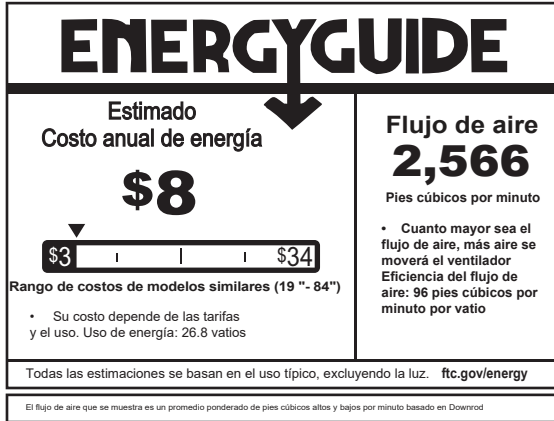 ENERGYGUIDE
Estimado
Costo anual de energía
$8
$3 $34
Rango de costos de modelos similares (19 "- 84")
• Su costo depende de las tarifas
y el uso. Uso de energía: 26.8 vatios
Flujo de aire
2,566
Pies cúbicos por minuto
• Cuanto mayor sea el
flujo de aire, más aire se
moverá el ventilador
Eficiencia del flujo de
aire: 96 pies cúbicos por
minuto por vatio
Todas las estimaciones se basan en el uso típico, excluyendo la luz. ftc.gov/energy
El flujo de aire que se muestra es un promedio ponderado de pies cúbicos altos y bajos por minuto basado en Downrod